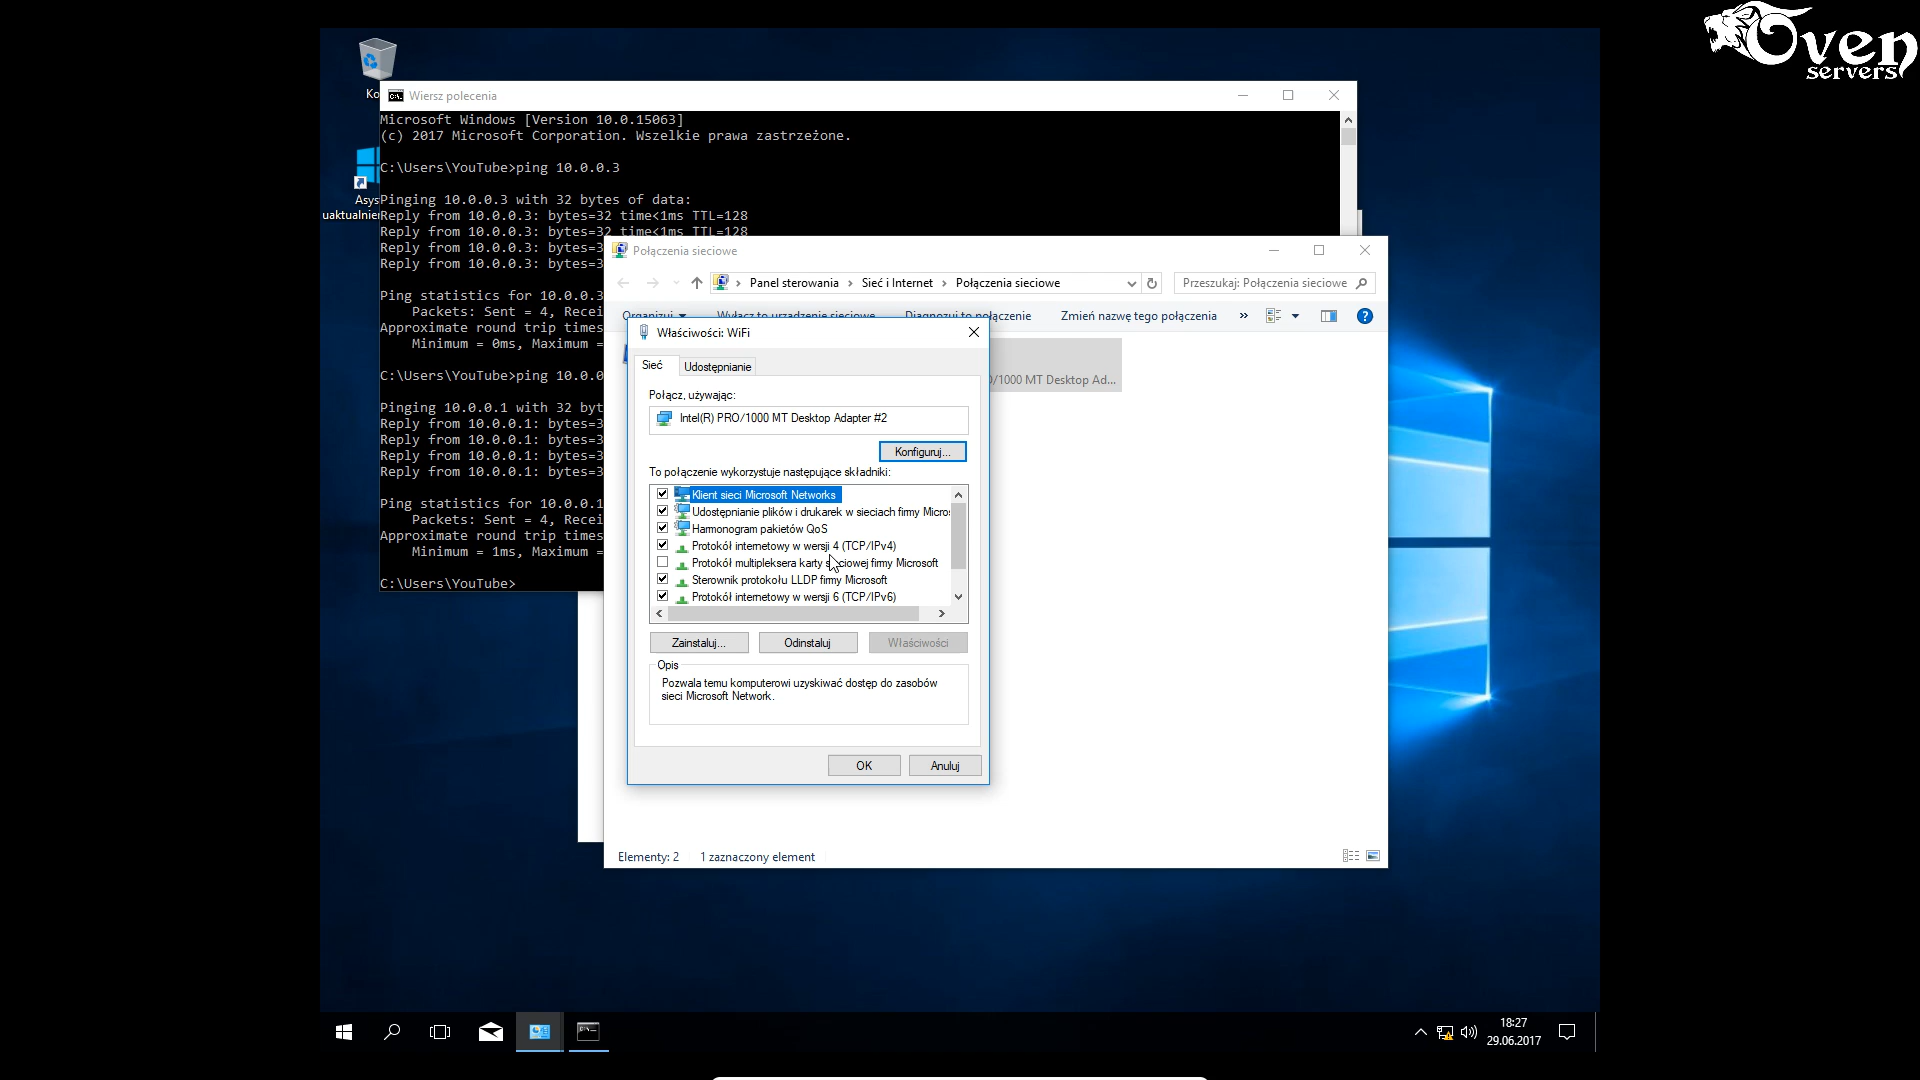 Oven
servers
Ko
Wiersz polecenia
Microsoft Windows [Version 10.0.15063]
(c) 2017 Microsoft Corporation. Wszelkie prawa zastrzeżone.
C:\Users\YouTube>ping 10.0.0.3
Pinging 10.0.0.3 with 32 bytes of data:
Reply from 10.0.0.3: bytes=32 time<1ms TTL=128
Reply from 10.0.0.3: bytes=32 time<1ms TTL=128
Reply from 10.0.0.3: bytes=3
Reply from 10.0.0.3: bytes=3
Ping statistics for 10.0.0.3
Packets: Sent = 4, Recei
Approximate round trip times
Minimum = 0ms, Maximum =
C:\Users\YouTube>ping 10.0.0
Pinging 10.0.0.1 with 32 byt
Reply from 10.0.0.1: bytes=3
Reply from 10.0.0.1: bytes=3
Reply from 10.0.0.1: bytes=3
Reply from 10.0.0.1: bytes=3
Ping statistics for 10.0.0.1
Packets: Sent = 4, Recei
Approximate round trip times
Minimum = 1ms, Maximum =
C:\Users\YouTube>
Asys
uaktualnie
Połączenia sieciowe
Panel sterowania > Sieć i Internet > Połączenia sieciowe
Przeszukaj: Połączenia sieciowe
Organizuj Wyłącz to urządzenie sieciowe Diagnozuj to połączenie Zmień nazwę tego połączenia »
/1000 MT Desktop Ad...
Właściwości: WiFi
Sieć Udostępnianie
Połącz, używając:
Intel(R) PRO/1000 MT Desktop Adapter #2
Konfiguruj...
To połączenie wykorzystuje następujące składniki:
Klient sieci Microsoft Networks
Udostępnianie plików i drukarek w sieciach firmy Micros
Harmonogram pakietów QoS
Protokół internetowy w wersji 4 (TCP/IPv4)
Protokół multipleksera karty sieciowej firmy Microsoft
Sterownik protokołu LLDP firmy Microsoft
Protokół internetowy w wersji 6 (TCP/IPv6)
Zainstaluj... Odinstaluj Właściwości
Opis
Pozwala temu komputerowi uzyskiwać dostęp do zasobów
sieci Microsoft Network.
OK Anuluj
Elementy: 2 1 zaznaczony element
18:27
29.06.2017